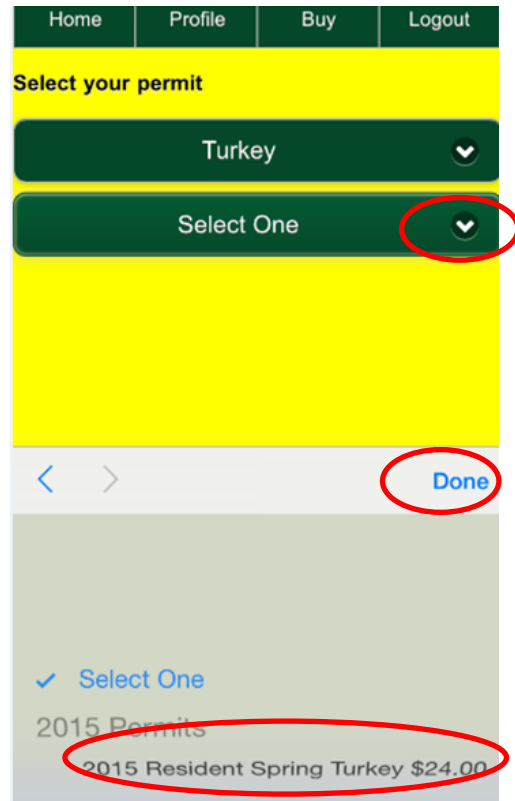 Home Profile Buy Logout
Select your permit
Turkey
Select One
Done
Select One
2015 Permits
2015 Resident Spring Turkey $24.00